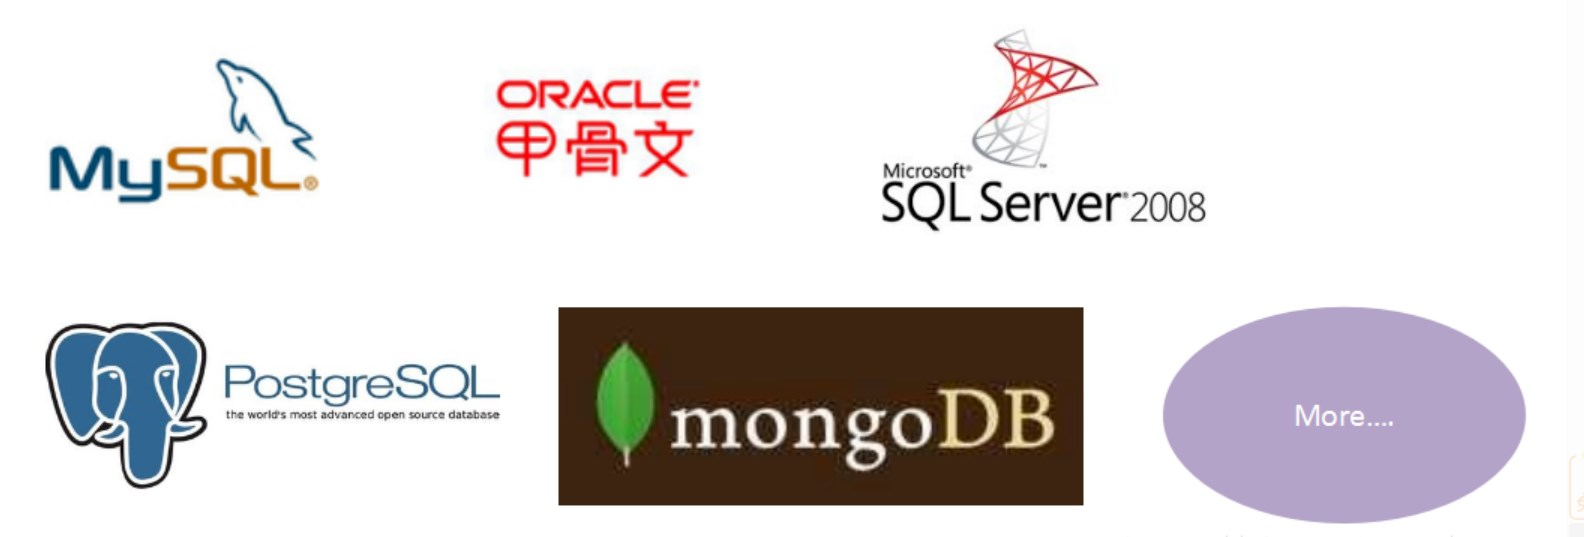 MySQL®
ORACLE®
甲骨文
Microsoft®
SQL Server® 2008
PostgreSQL
the world's most advanced open source database
mongoDB
More....